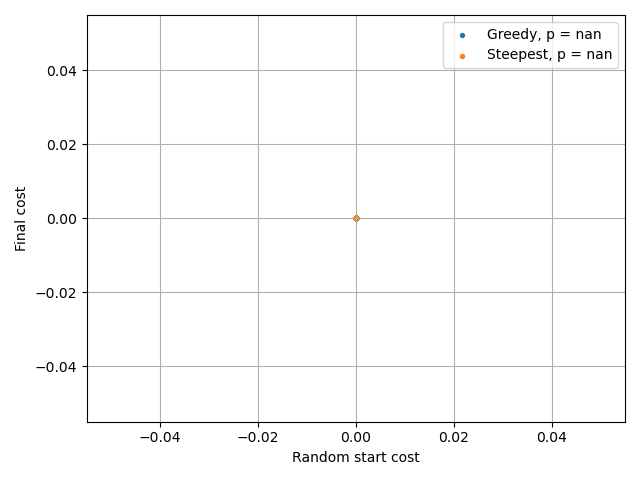 Greedy, p = nan
Steepest, p = nan
0.04
0.02
0.00
−0.02
−0.04
Final cost
−0.04
−0.02
0.00
0.02
0.04
Random start cost